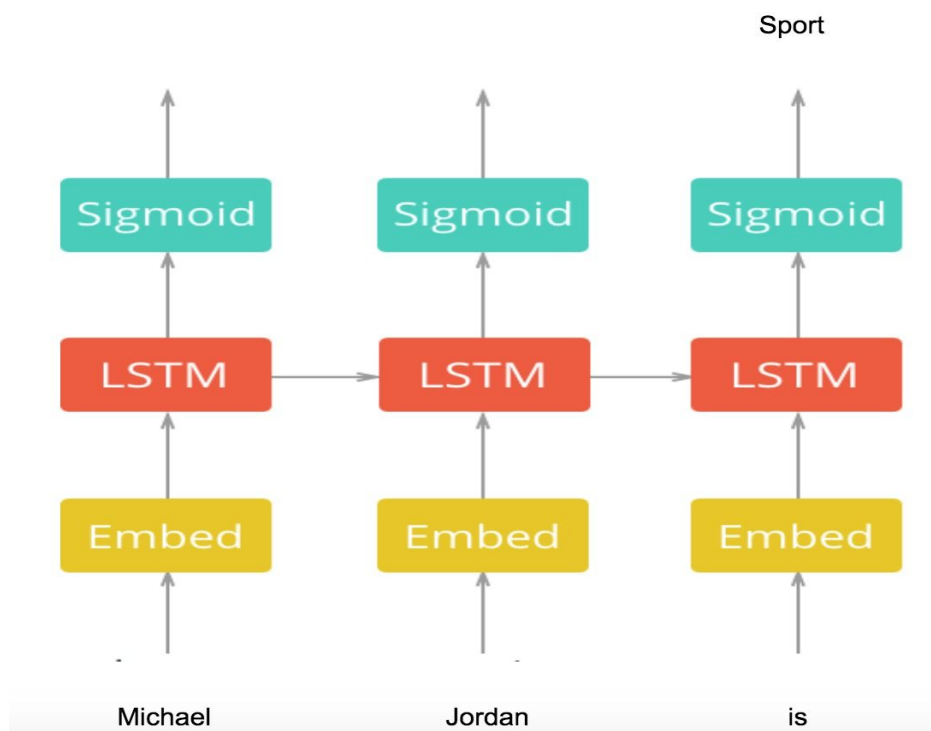 Sport
Sigmoid Sigmoid Sigmoid
LSTM LSTM LSTM
Embed Embed Embed
Michael Jordan is